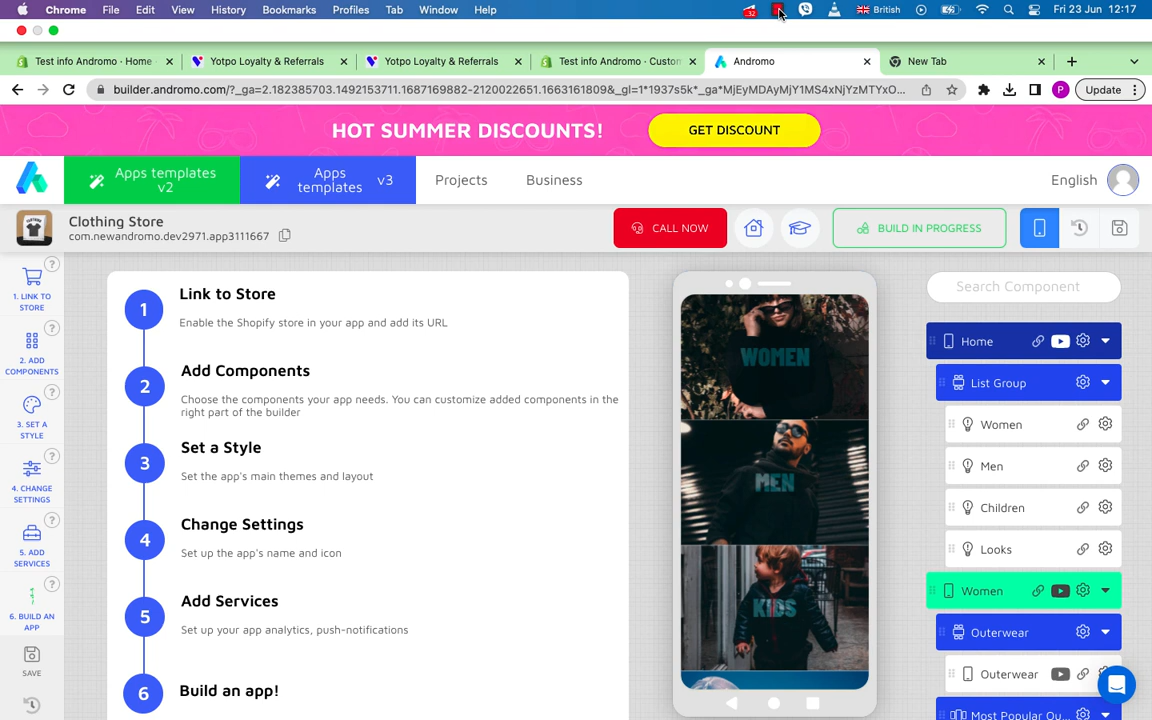 Chrome File Edit View History Bookmarks Profiles Tab Window Help 32 British Fri 23 Jun 12:17
Test info Andromo · Home Yotpo Loyalty & Referrals Yotpo Loyalty & Referrals Test info Andromo · Custom Andromo New Tab
builder.andromo.com/?_ga=2.182385703.1492153711.1687169882-2120022651.1663161809&_gl=1*1937s5k*_ga*MjEyMDAyMjY1MS4xNjYzMTYxO... P Update
HOT SUMMER DISCOUNTS! GET DISCOUNT
Apps templates v2
Apps templates v3
Projects Business English
Clothing Store
com.newandromo.dev2971.app3111667
CALL NOW BUILD IN PROGRESS
1. LINK TO STORE
2. ADD COMPONENTS
3. SET A STYLE
4. CHANGE SETTINGS
5. ADD SERVICES
6. BUILD AN APP
SAVE
1 Link to Store
Enable the Shopify store in your app and add its URL
2 Add Components
Choose the components your app needs. You can customize added components in the
right part of the builder
3 Set a Style
Set the app's main themes and layout
4 Change Settings
Set up the app's name and icon
5 Add Services
Set up your app analytics, push-notifications
6 Build an app!
WOMEN
MEN
KIDS
Search Component
Home
List Group
Women
Men
Children
Looks
Women
Outerwear
Outerwear
Most Popular Ou...